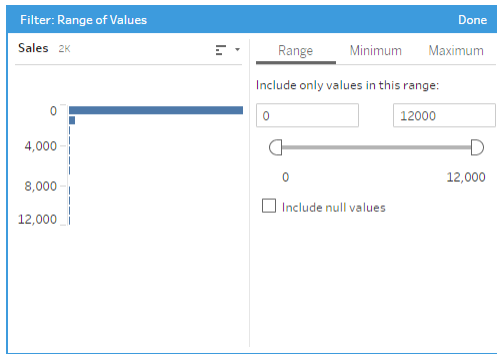 Filter: Range of Values Done
Sales 2K
Range Minimum Maximum
Include only values in this range:
0 12000
0 12,000
Include null values
0
4,000
8,000
12,000